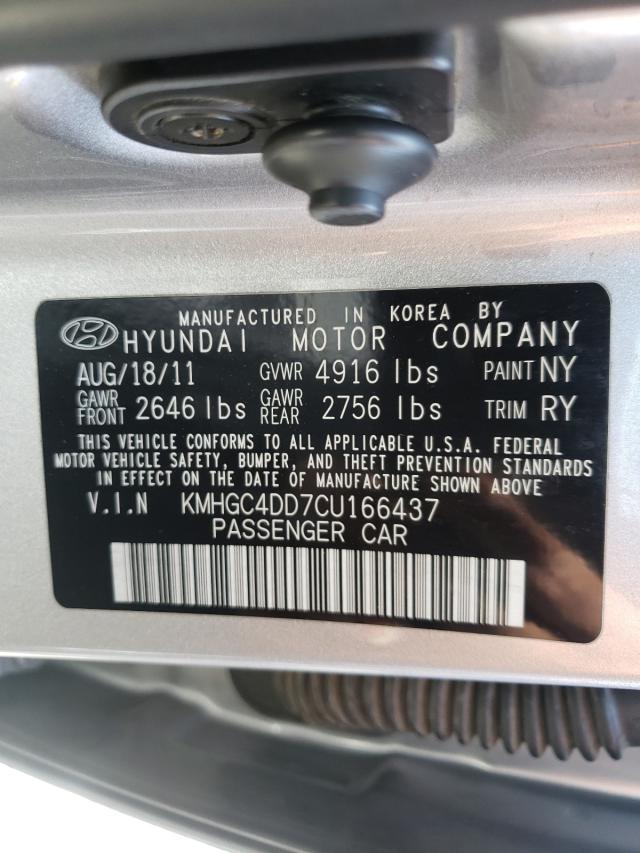 MANUFACTURED IN KOREA BY
HYUNDAI MOTOR COMPANY
AUG/18/11 GVWR 4916 lbs PAINT NY
GAWR FRONT 2646 lbs GAWR REAR 2756 lbs TRIM RY
THIS VEHICLE CONFORMS TO ALL APPLICABLE U.S.A. FEDERAL
MOTOR VEHICLE SAFETY, BUMPER, AND THEFT PREVENTION STANDARDS
IN EFFECT ON THE DATE OF MANUFACTURE SHOWN ABOVE
V.I.N KMHGC4DD7CU166437
PASSENGER CAR